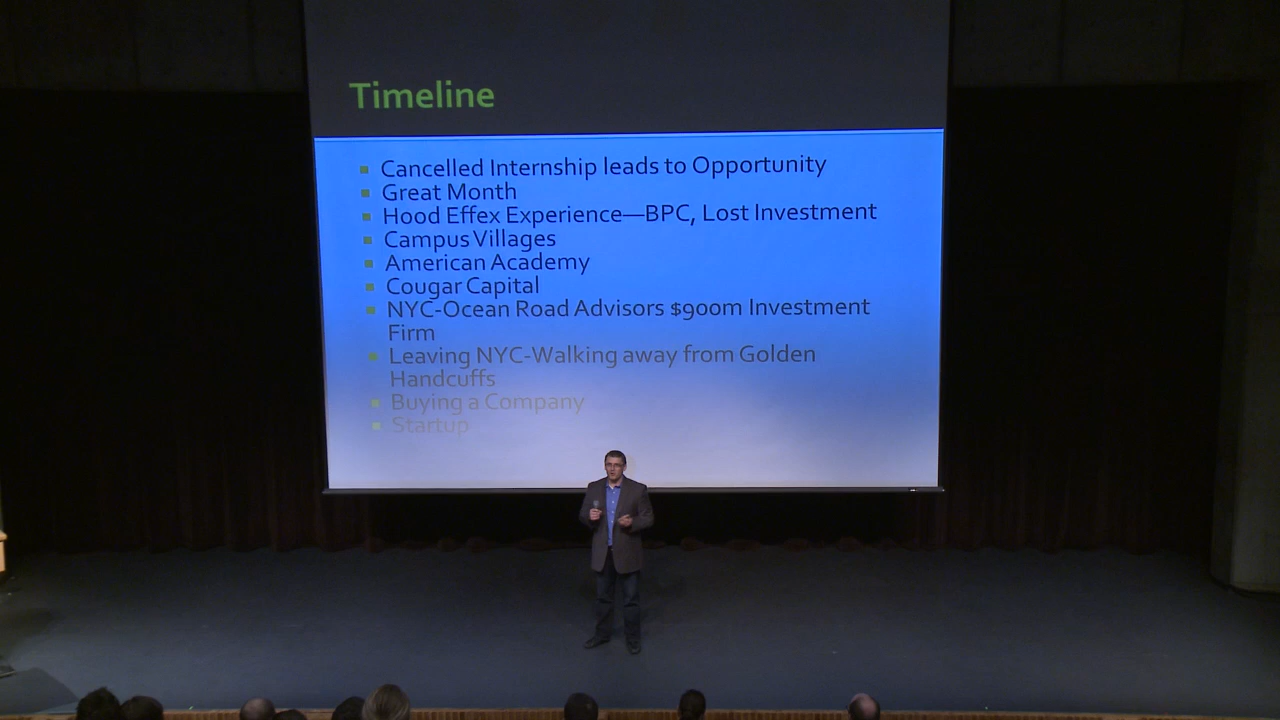 Timeline
Cancelled Internship leads to Opportunity
Great Month
Hood Effex Experience—BPC, Lost Investment
Campus Villages
American Academy
Cougar Capital
NYC-Ocean Road Advisors $900m Investment
Firm
Leaving NYC-Walking away from Golden
Handcuffs
Buying a Company
Startup